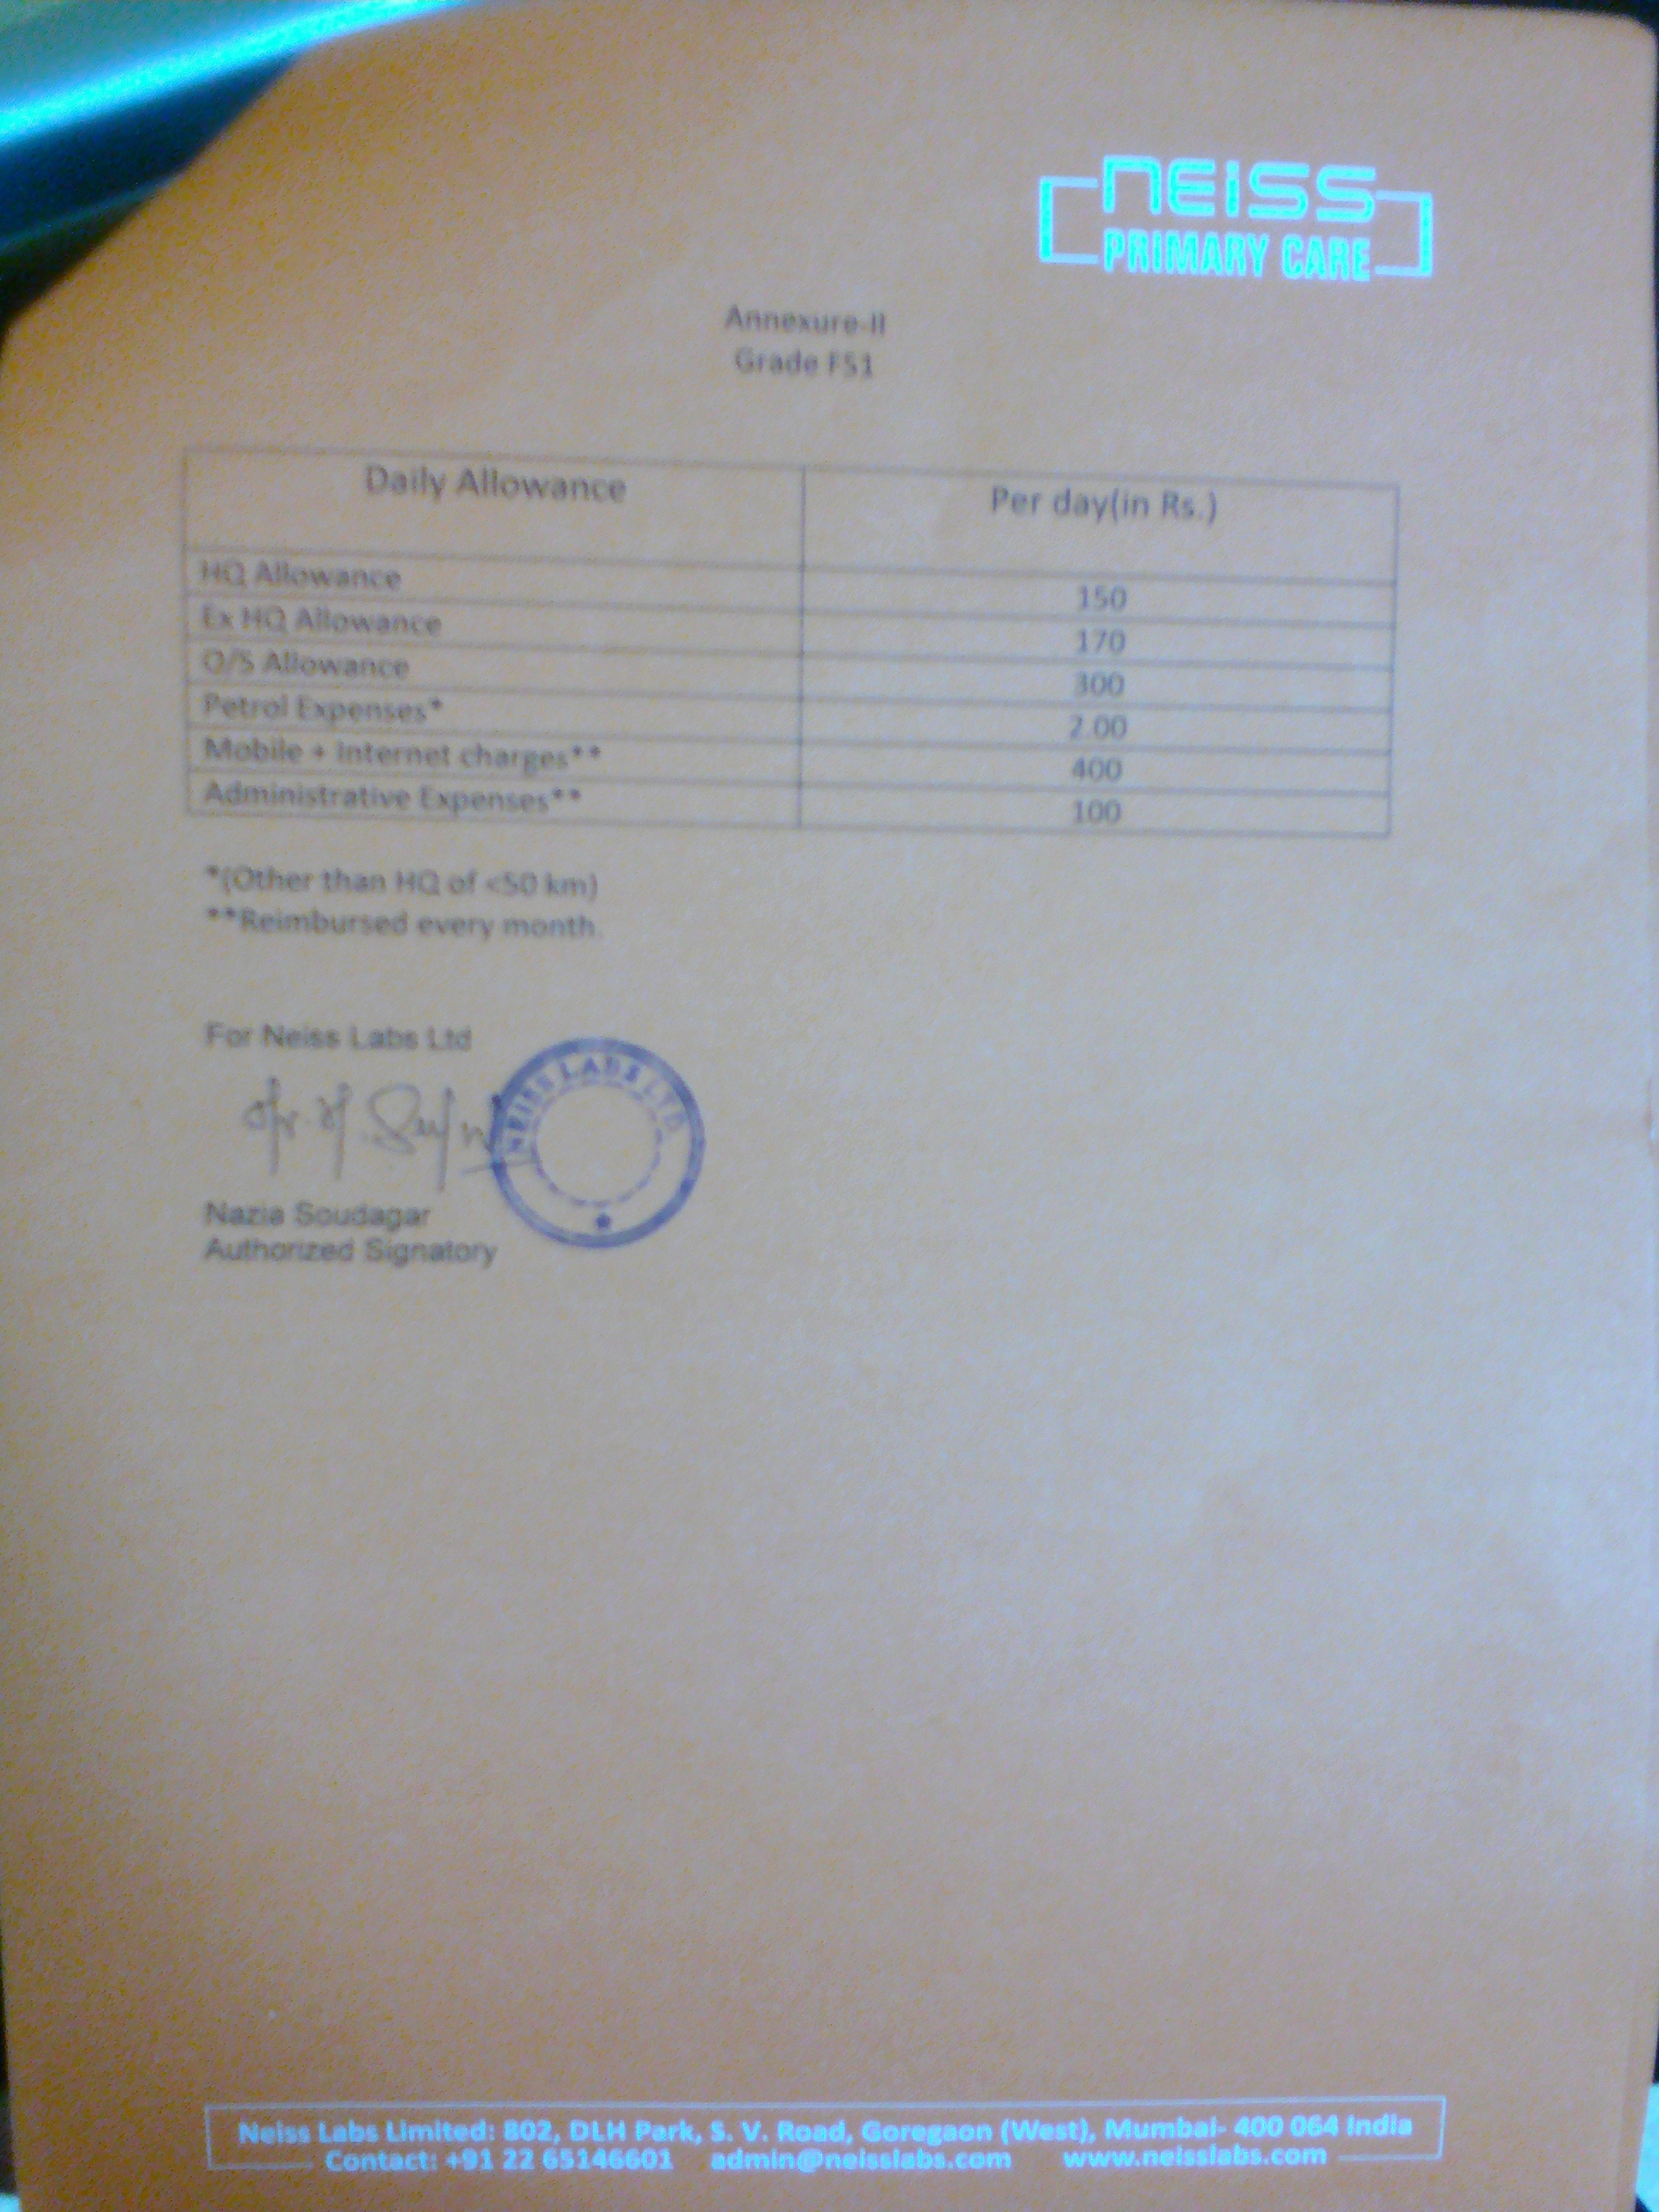 neiss
PRIMARY CARE
Annexure-II
Grade FS1
Daily Allowance Per day(in Rs.)
HQ Allowance 150
Ex HQ Allowance 170
O/S Allowance 300
Petrol Expenses* 2.00
Mobile + Internet charges** 400
Administrative Expenses** 100
*(Other than HQ of <50 km)
**Reimbursed every month.
For Neiss Labs Ltd
NEISS LABS LTD
Nazia Soudagar
Authorized Signatory
Neiss Labs Limited: 802, DLH Park, S. V. Road, Goregaon (West), Mumbai- 400 064 India
Contact: +91 22 65146601 admin@neisslabs.com www.neisslabs.com